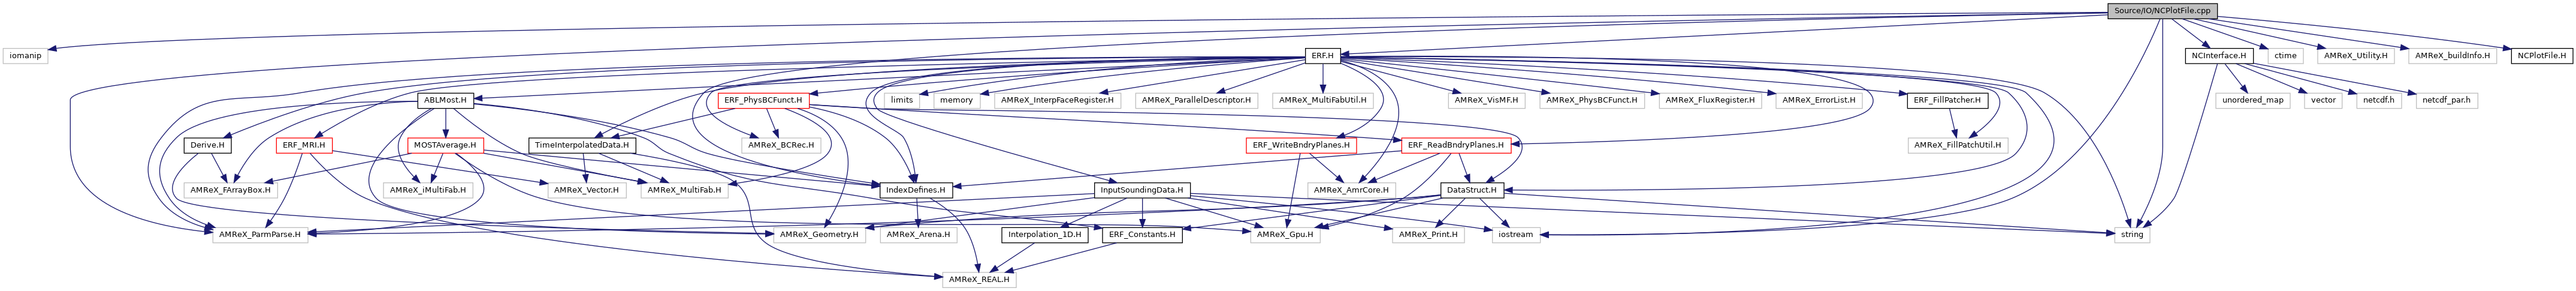 Source/IO/NCPlotFile.cpp
iomanip
ERF.H
NCInterface.H
ctime
AMReX_Utility.H
AMReX_buildInfo.H
NCPlotFile.H
ABLMost.H
ERF_PhysBCFunct.H
limits
memory
AMReX_InterpFaceRegister.H
AMReX_ParallelDescriptor.H
AMReX_MultiFabUtil.H
AMReX_VisMF.H
AMReX_PhysBCFunct.H
AMReX_FluxRegister.H
AMReX_ErrorList.H
ERF_FillPatcher.H
unordered_map
vector
netcdf.h
netcdf_par.h
Derive.H
ERF_MRI.H
MOSTAverage.H
TimeInterpolatedData.H
AMReX_BCRec.H
ERF_WriteBndryPlanes.H
ERF_ReadBndryPlanes.H
AMReX_FillPatchUtil.H
AMReX_FArrayBox.H
AMReX_iMultiFab.H
AMReX_Vector.H
AMReX_MultiFab.H
IndexDefines.H
InputSoundingData.H
AMReX_AmrCore.H
DataStruct.H
AMReX_ParmParse.H
AMReX_Geometry.H
AMReX_Arena.H
Interpolation_1D.H
ERF_Constants.H
AMReX_Gpu.H
AMReX_Print.H
iostream
string
AMReX_REAL.H